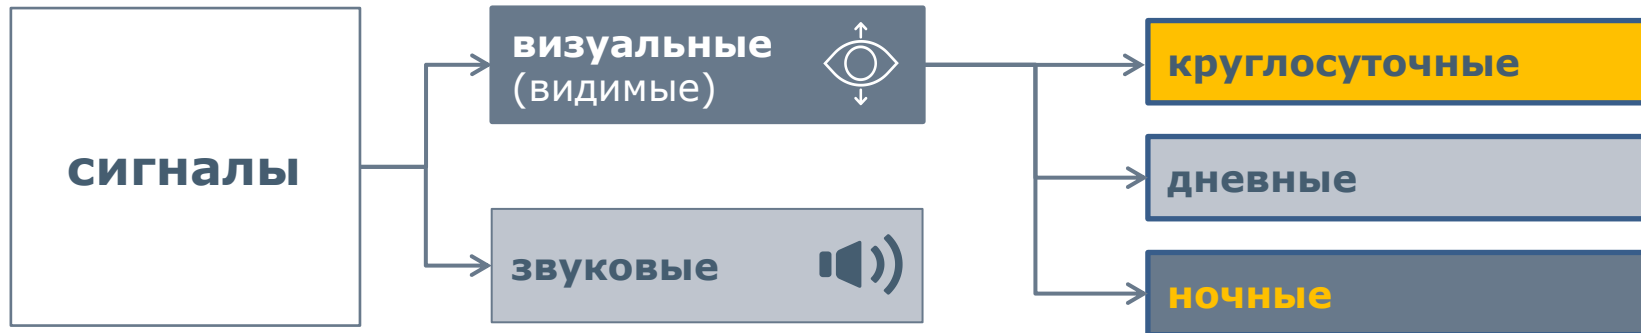 сигналы
визуальные
(видимые)
звуковые
круглосуточные
дневные
ночные